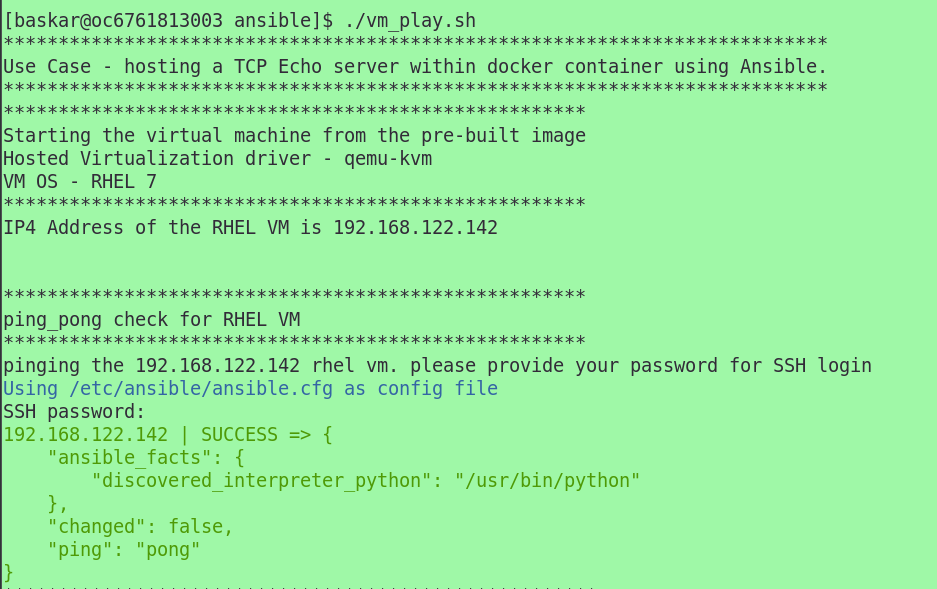 [baskar@oc6761813003 ansible]$ ./vm_play.sh
***************************************************************************
Use Case - hosting a TCP Echo server within docker container using Ansible.
***************************************************************************
*****************************************************
Starting the virtual machine from the pre-built image
Hosted Virtualization driver - qemu-kvm
VM OS - RHEL 7
*****************************************************
IP4 Address of the RHEL VM is 192.168.122.142
*****************************************************
ping_pong check for RHEL VM
*****************************************************
pinging the 192.168.122.142 rhel vm. please provide your password for SSH login
Using /etc/ansible/ansible.cfg as config file
SSH password:
192.168.122.142 | SUCCESS => {
    "ansible_facts": {
        "discovered_interpreter_python": "/usr/bin/python"
    },
    "changed": false,
    "ping": "pong"
}
******************************************************